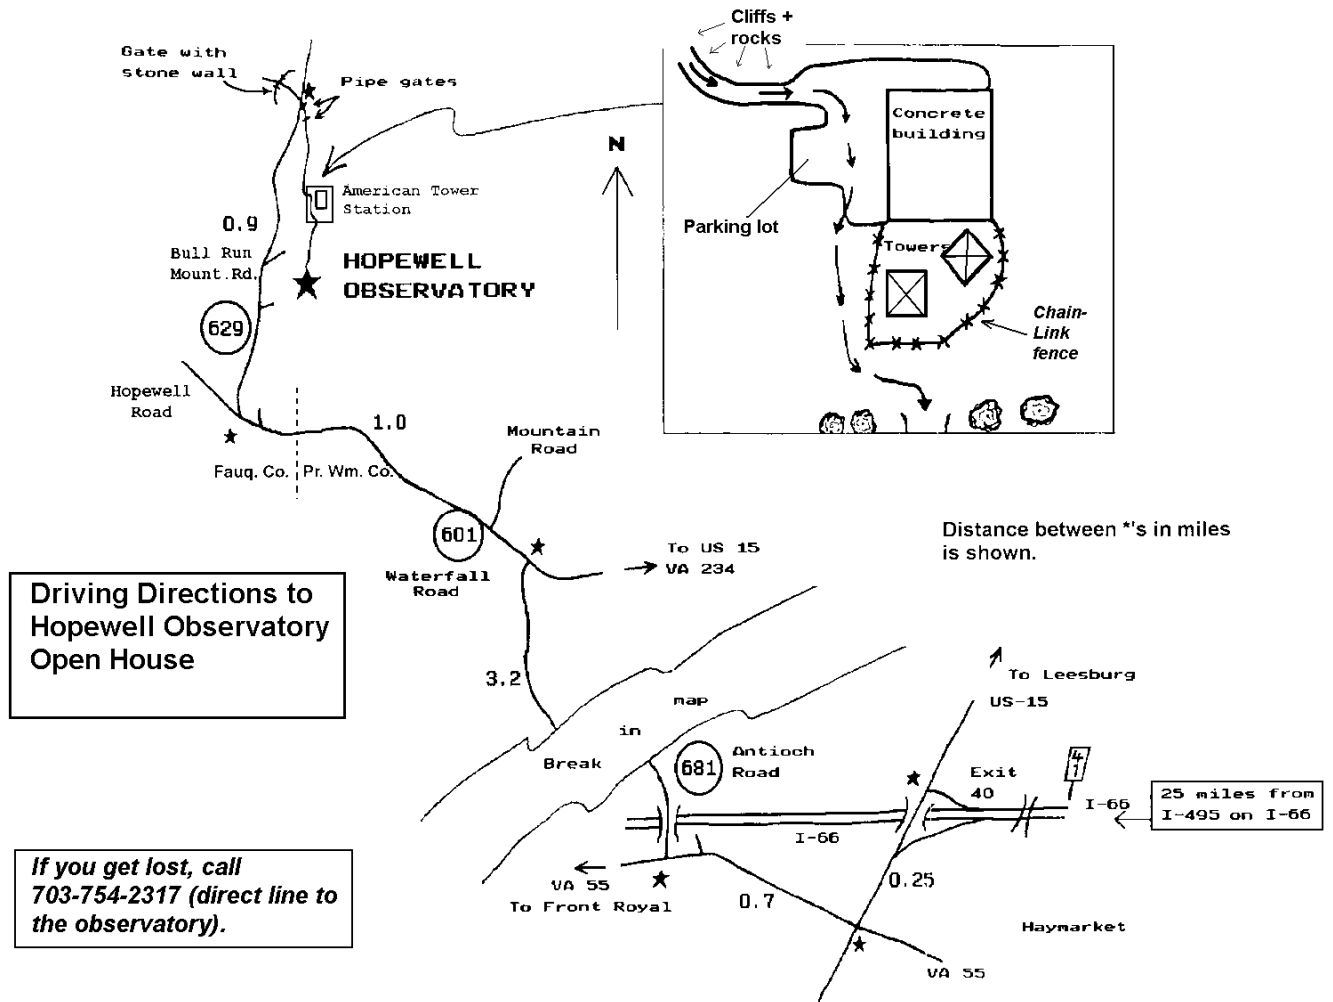 Cliffs +
rocks
Gate with
stone wall
Pipe gates
Concrete
building
N
American Tower
Station
Parking lot
0.9
Bull Run
Mount.Rd.
HOPEWELL
OBSERVATORY
Towers
629
Chain-
Link
fence
Hopewell
Road
1.0
Mountain
Road
Fauq. Co.
Pr. Wm. Co.
601
Waterfall
Road
To US 15
VA 234
Distance between *'s in miles
is shown.
Driving Directions to
Hopewell Observatory
Open House
3.2
Break
in
map
To Leesburg
US-15
681
Antioch
Road
Exit
40
41
I-66
25 miles from
I-495 on I-66
I-66
If you get lost, call
703-754-2317 (direct line to
the observatory).
VA 55
To Front Royal
0.7
0.25
Haymarket
VA 55